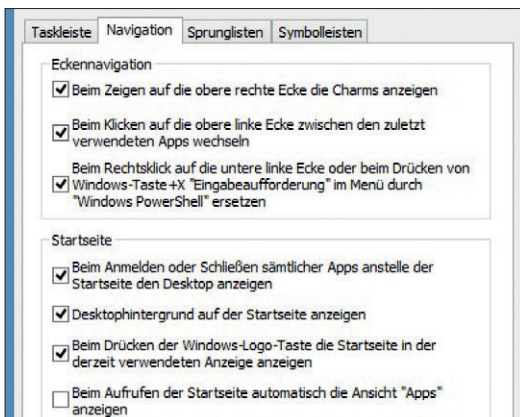 Taskleiste Navigation Sprunglisten Symbolleisten
Eckennavigation
Beim Zeigen auf die obere rechte Ecke die Charms anzeigen
Beim Klicken auf die obere linke Ecke zwischen den zuletzt
verwendeten Apps wechseln
Beim Rechtsklick auf die untere linke Ecke oder beim Drücken von
Windows-Taste+X "Eingabeaufforderung" im Menü durch
"Windows PowerShell" ersetzen
Startseite
Beim Anmelden oder Schließen sämtlicher Apps anstelle der
Startseite den Desktop anzeigen
Desktophintergrund auf der Startseite anzeigen
Beim Drücken der Windows-Logo-Taste die Startseite in der
derzeit verwendeten Anzeige anzeigen
Beim Aufrufen der Startseite automatisch die Ansicht "Apps"
anzeigen